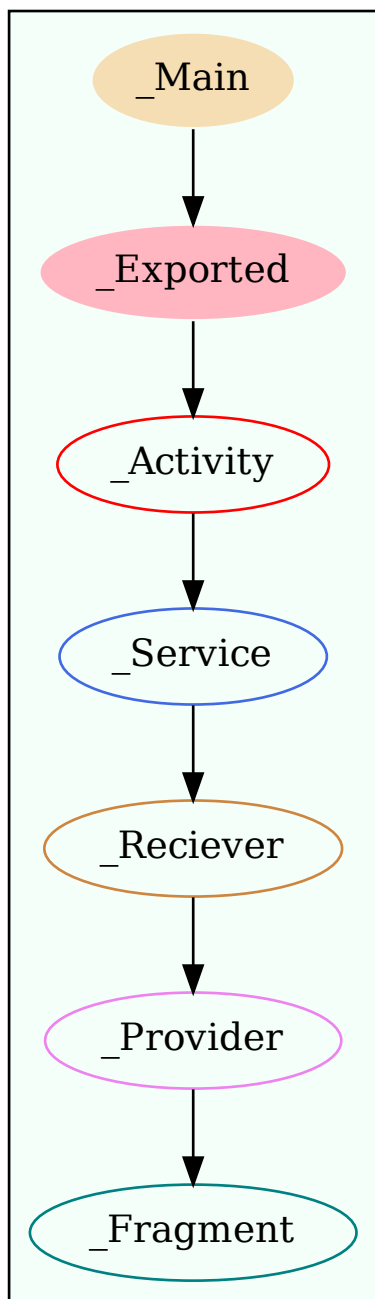 _Main
_Exported
_Activity
_Service
_Reciever
_Provider
_Fragment